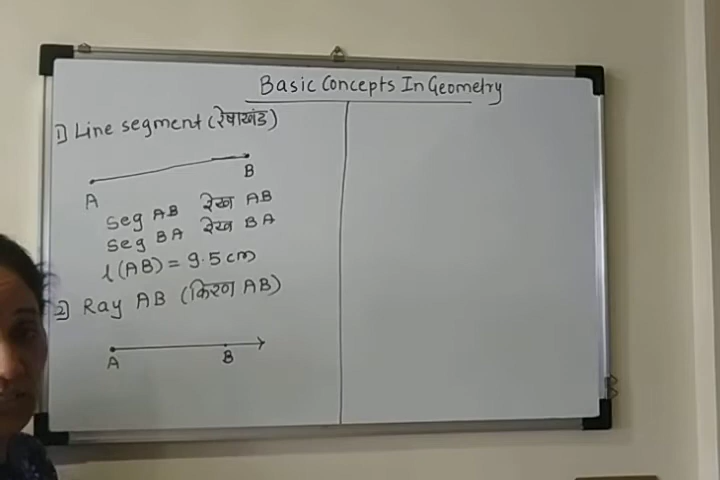 Basic Concepts In Geometry
1) Line segment (रेषाखंड)
A B
seg AB रेख AB
seg BA रेख BA
l(AB) = 9.5 cm
2) Ray AB (किरण AB)
A B